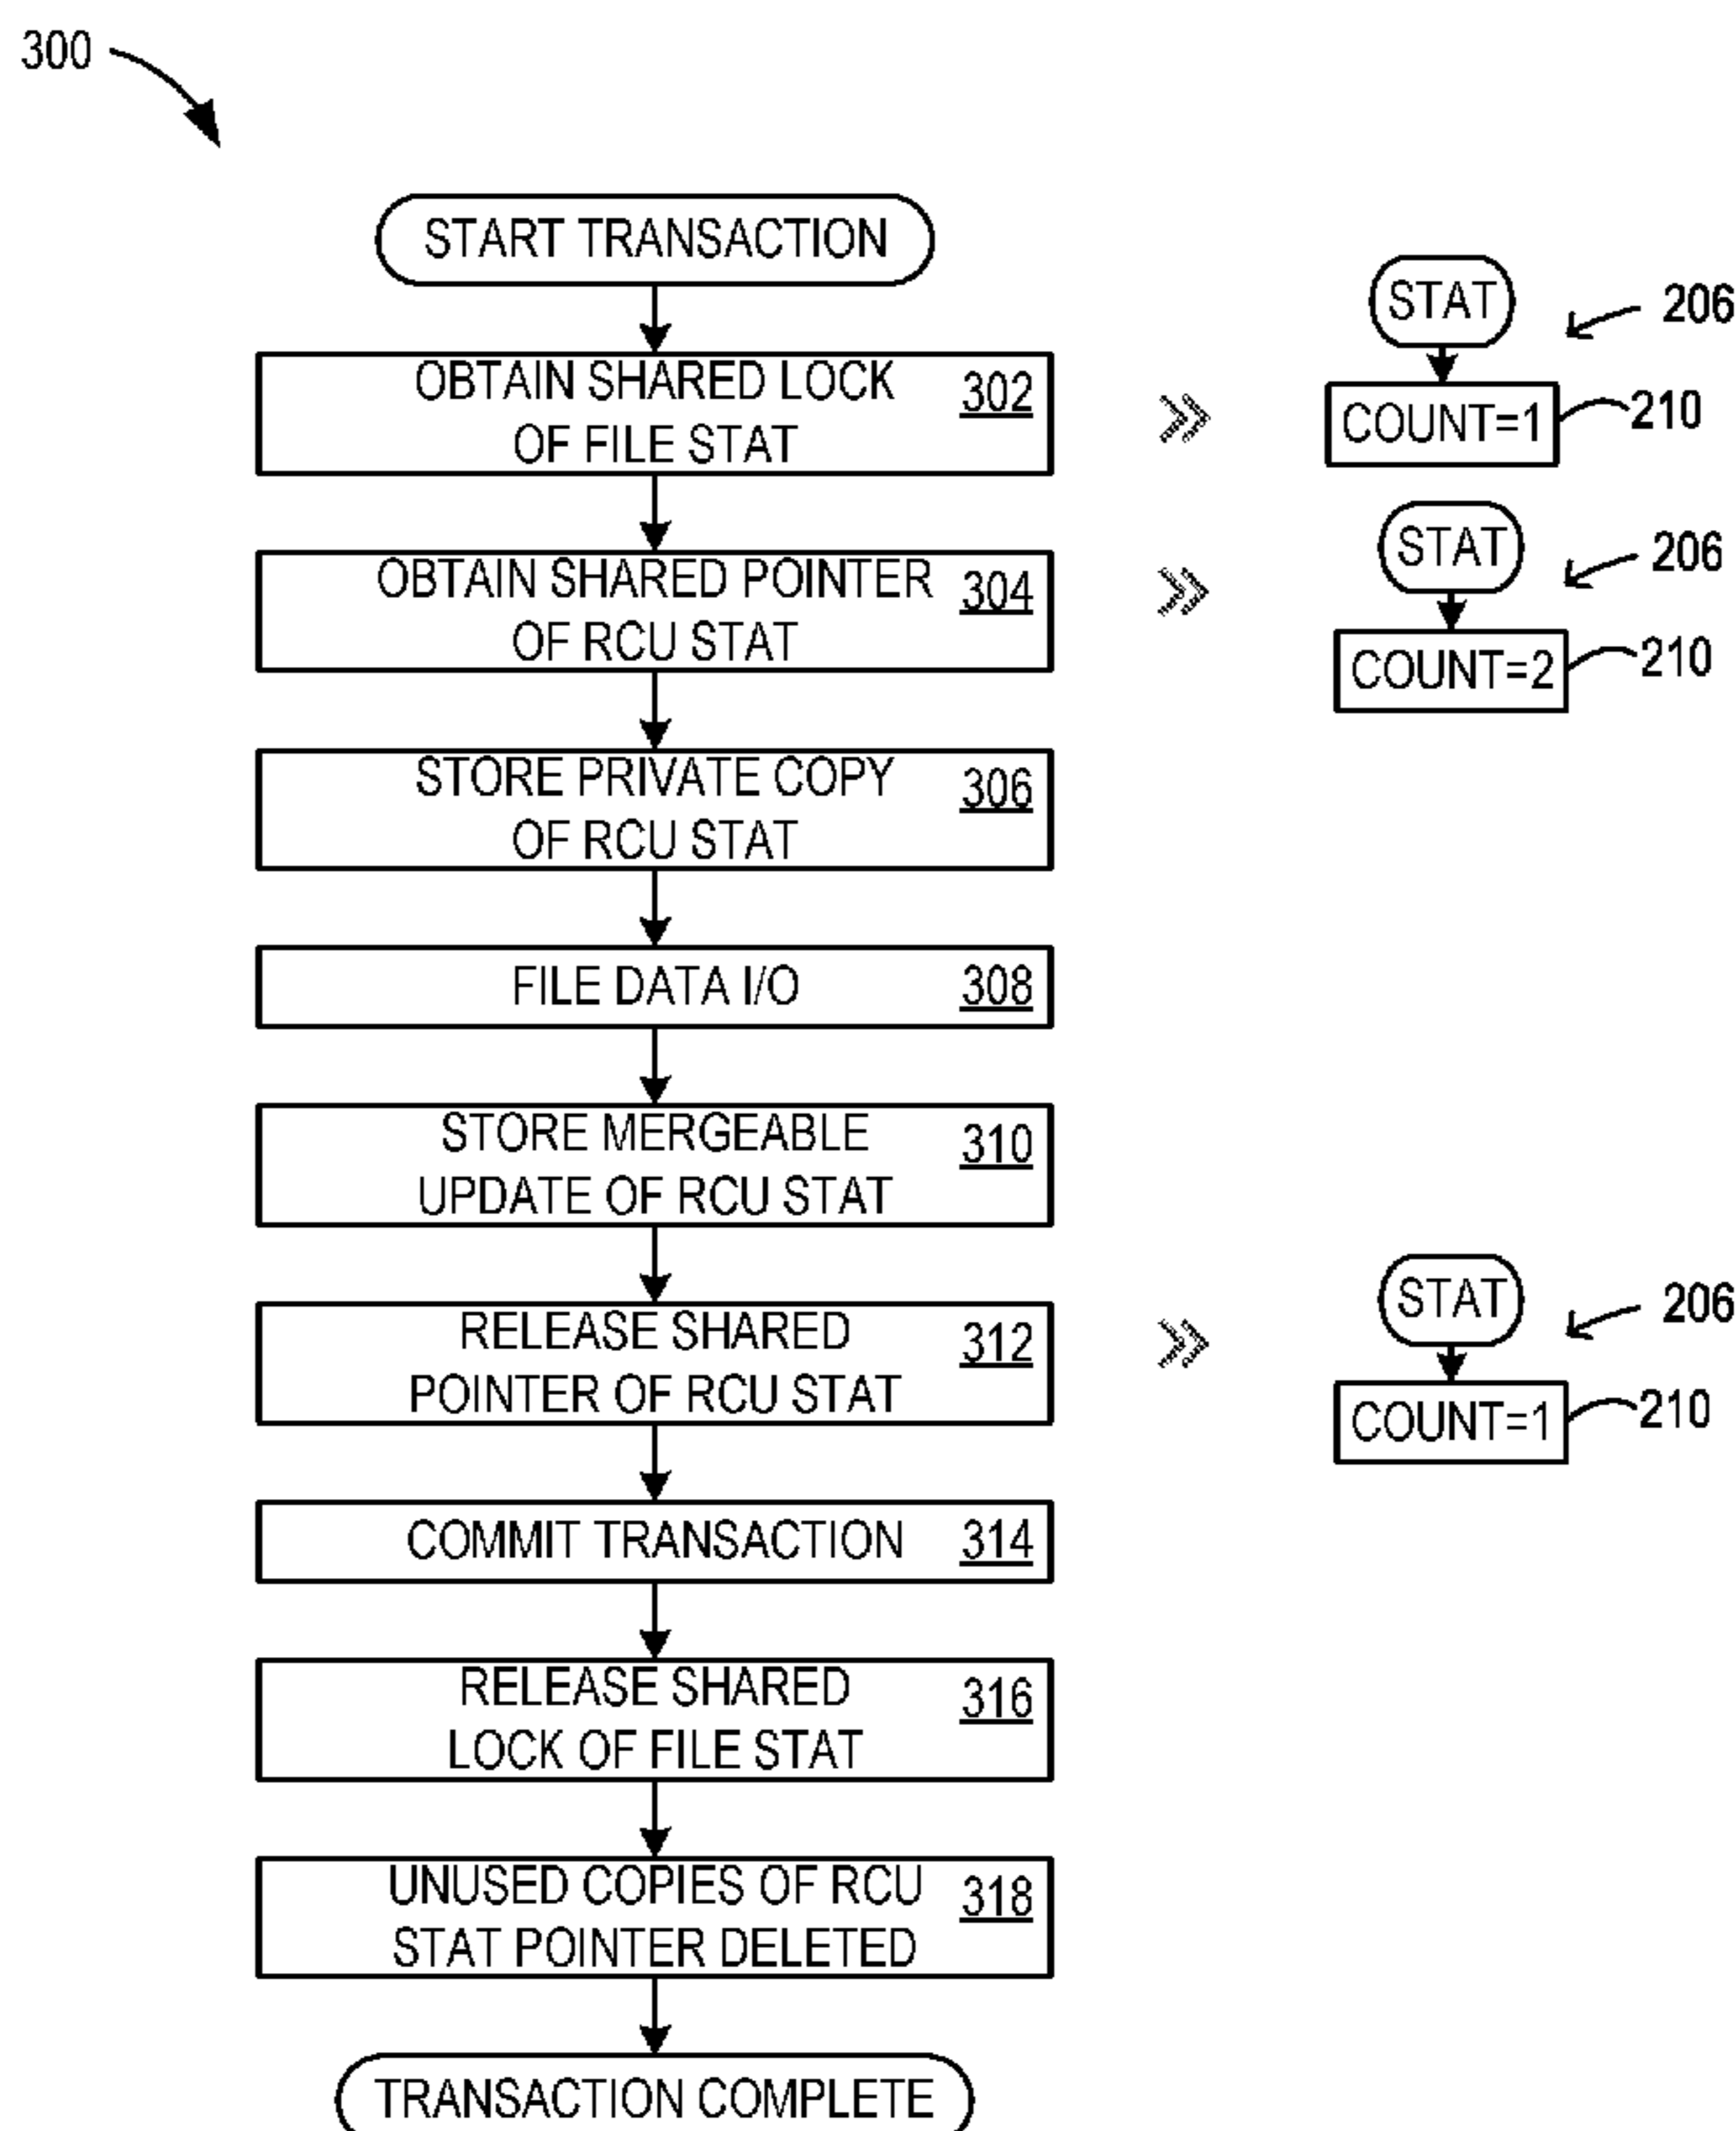 300
START TRANSACTION
OBTAIN SHARED LOCK
OF FILE STAT
302
STAT
206
COUNT=1
210
OBTAIN SHARED POINTER
OF RCU STAT
304
STAT
206
COUNT=2
210
STORE PRIVATE COPY
OF RCU STAT
306
FILE DATA I/O
308
STORE MERGEABLE
UPDATE OF RCU STAT
310
RELEASE SHARED
POINTER OF RCU STAT
312
STAT
206
COUNT=1
210
COMMIT TRANSACTION
314
RELEASE SHARED
LOCK OF FILE STAT
316
UNUSED COPIES OF RCU
STAT POINTER DELETED
318
TRANSACTION COMPLETE